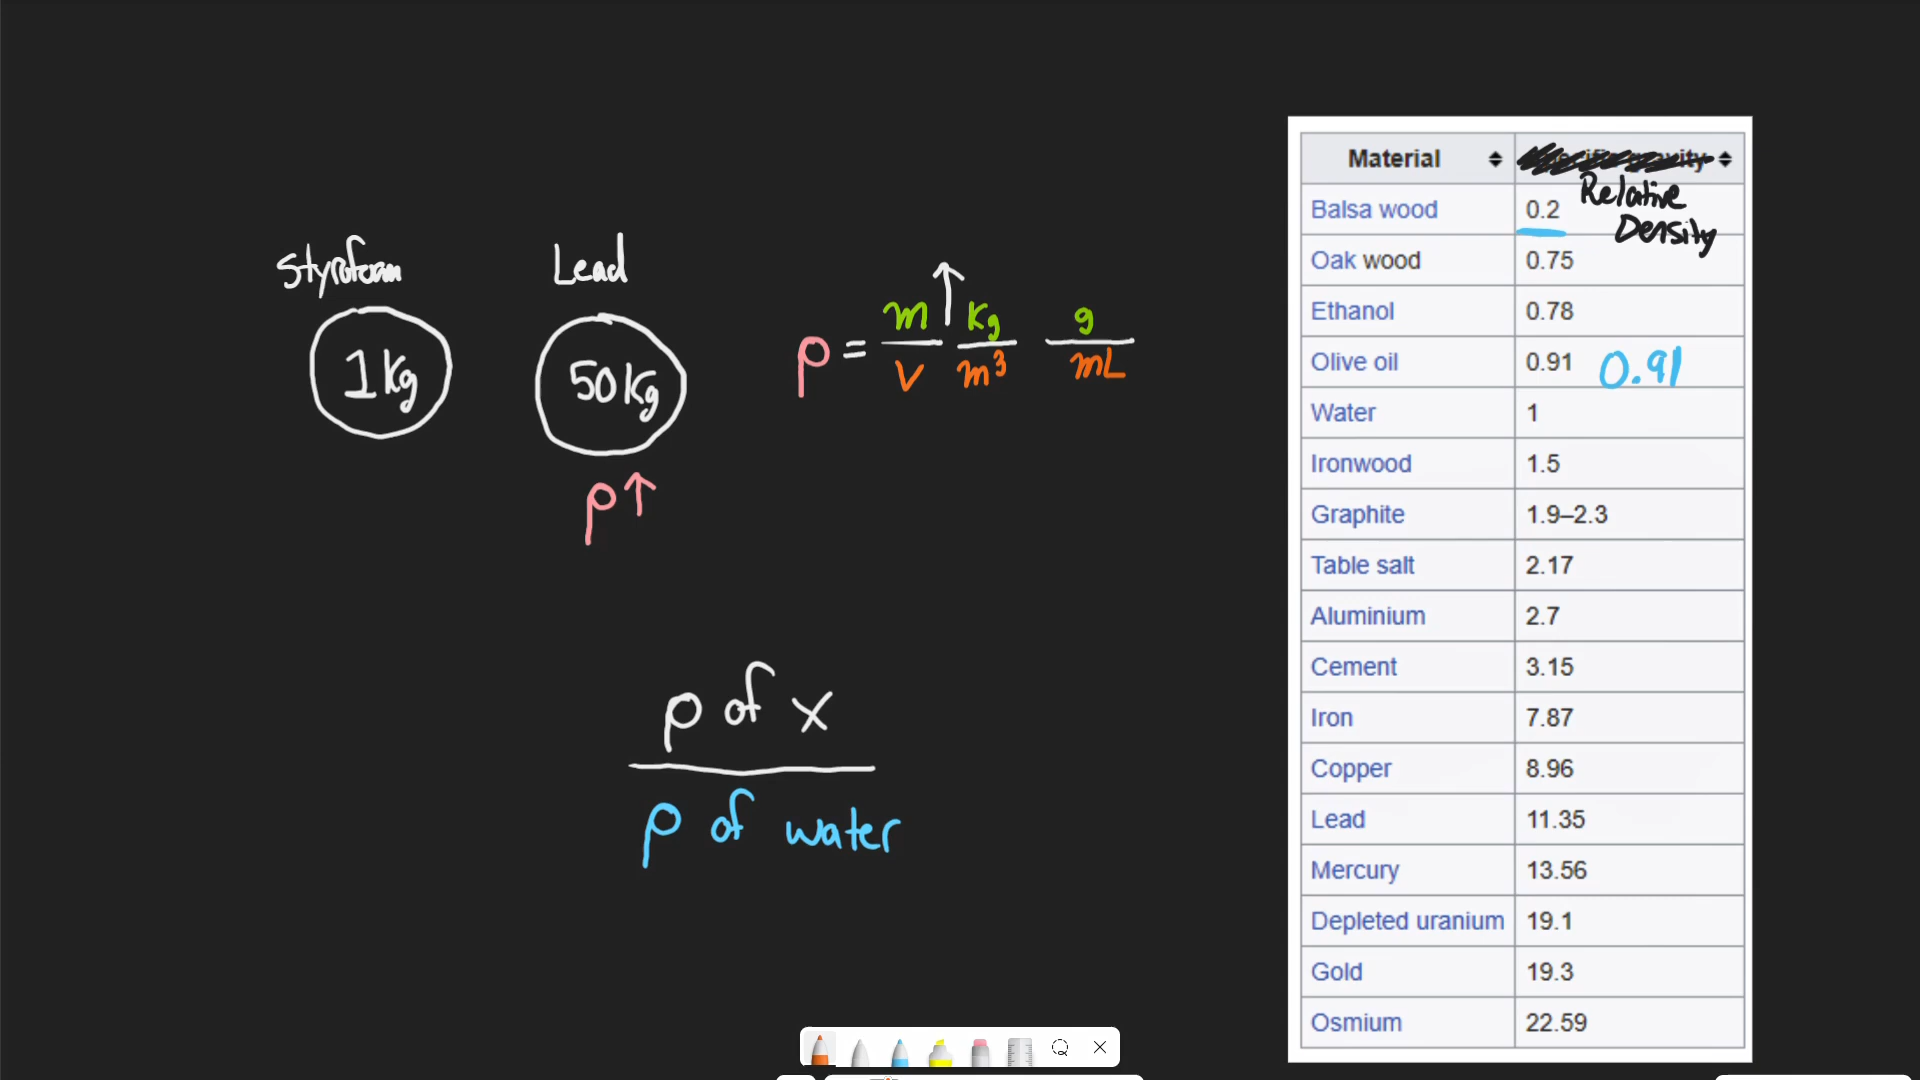 Styrofoam
Lead
1 kg
50 kg
ρ↑
ρ = m/V ↑ kg/m³ g/mL
ρ of x
ρ of water
Material
Specific gravity
Relative
Density
Balsa wood 0.2
Oak wood 0.75
Ethanol 0.78
Olive oil 0.91 0.91
Water 1
Ironwood 1.5
Graphite 1.9–2.3
Table salt 2.17
Aluminium 2.7
Cement 3.15
Iron 7.87
Copper 8.96
Lead 11.35
Mercury 13.56
Depleted uranium 19.1
Gold 19.3
Osmium 22.59